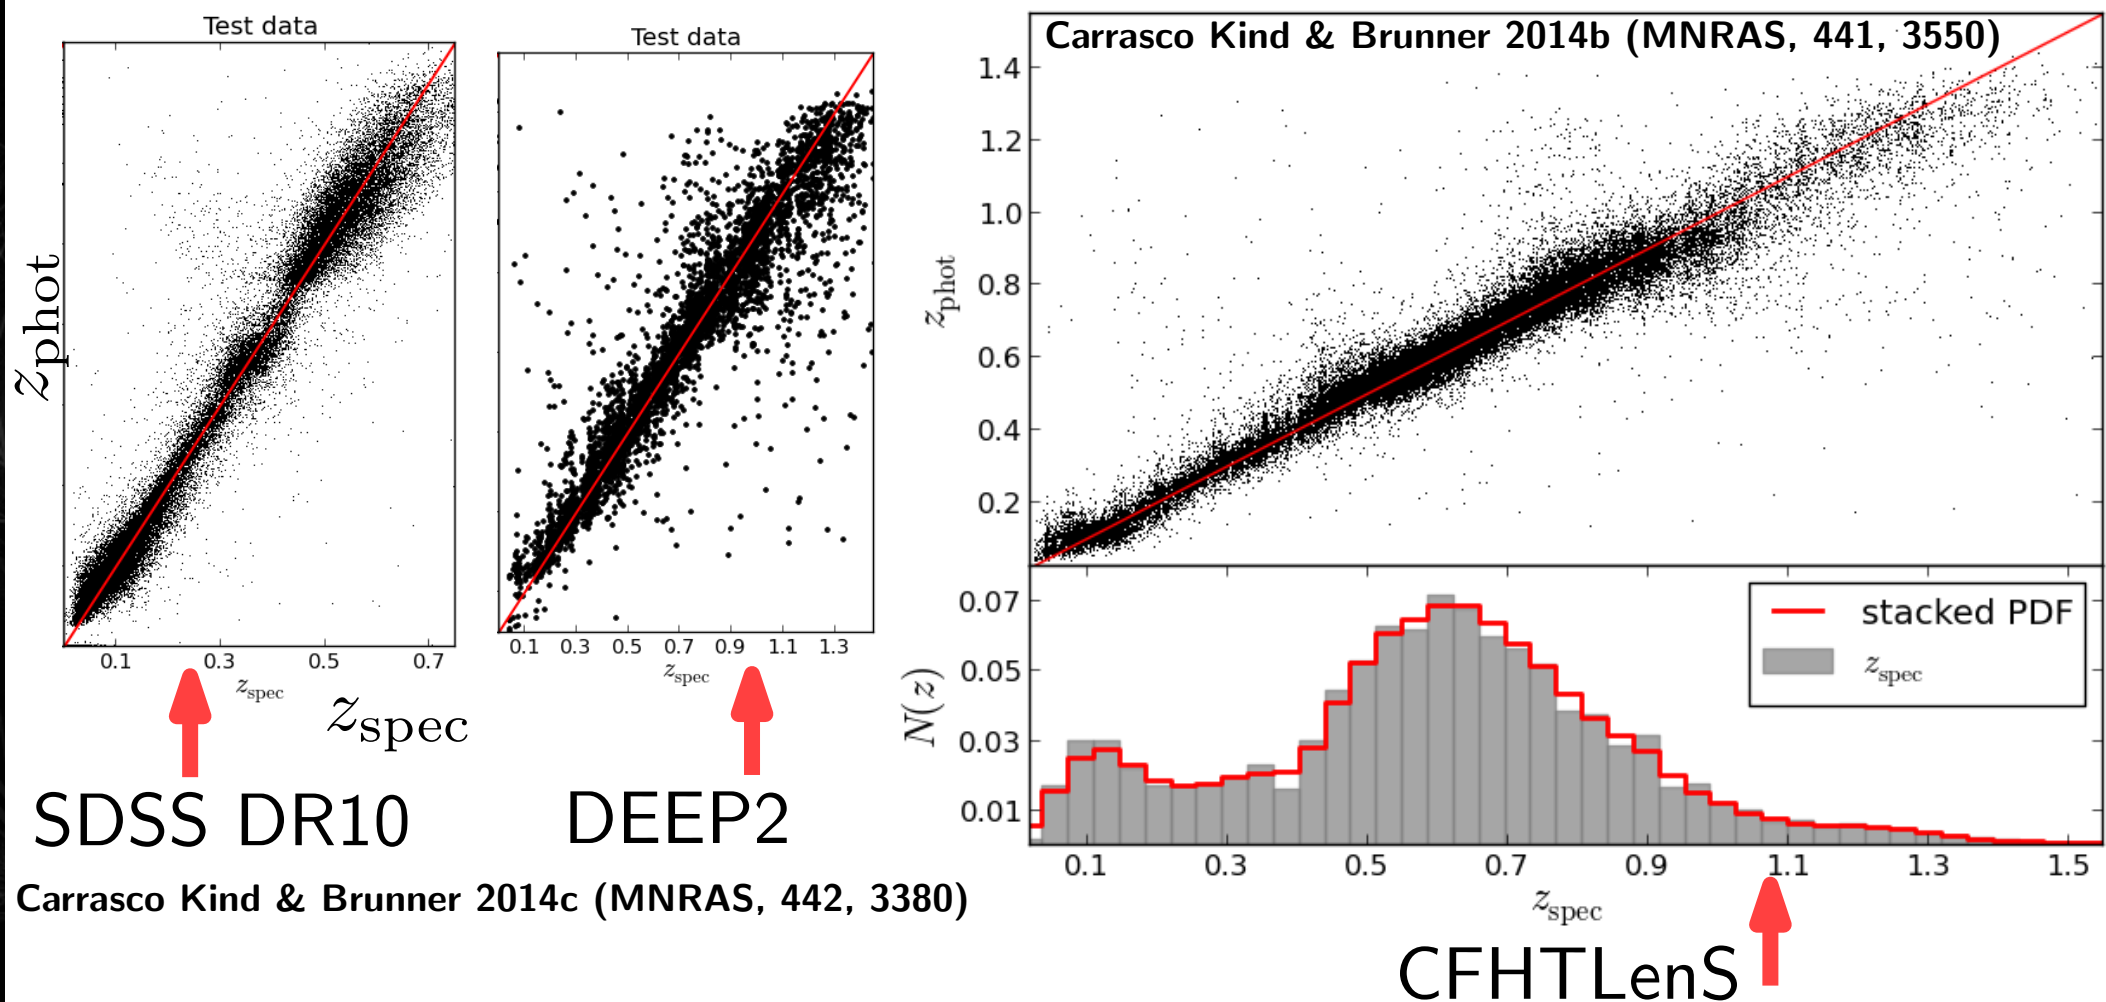 Test data
z_phot
0.1 0.3 0.5 0.7
z_spec
z_spec
SDSS DR10
Test data
0.1 0.3 0.5 0.7 0.9 1.1 1.3
z_spec
DEEP2
Carrasco Kind & Brunner 2014c (MNRAS, 442, 3380)
Carrasco Kind & Brunner 2014b (MNRAS, 441, 3550)
z_phot
1.4
1.2
1.0
0.8
0.6
0.4
0.2
N(z)
0.07
0.05
0.03
0.01
stacked PDF
z_spec
0.1 0.3 0.5 0.7 0.9 1.1 1.3 1.5
z_spec
CFHTLenS